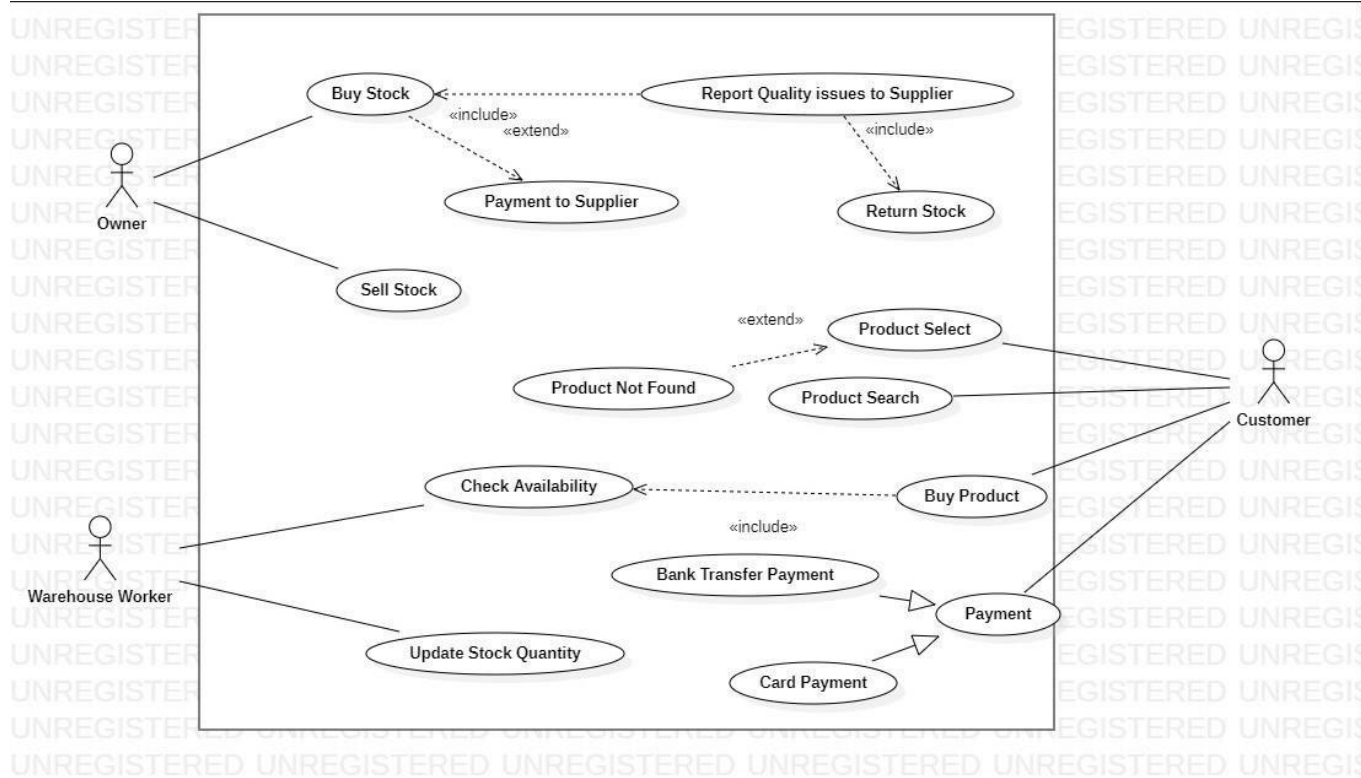 Buy Stock
Report Quality issues to Supplier
«include»
«extend»
«include»
Payment to Supplier
Return Stock
Owner
Sell Stock
«extend»
Product Select
Product Not Found
Product Search
Customer
Check Availability
Buy Product
«include»
Bank Transfer Payment
Warehouse Worker
Payment
Update Stock Quantity
Card Payment
UNREGISTERED UNREGISTERED UNREGISTERED UNREGISTERED UNREGISTERED UNREGIS